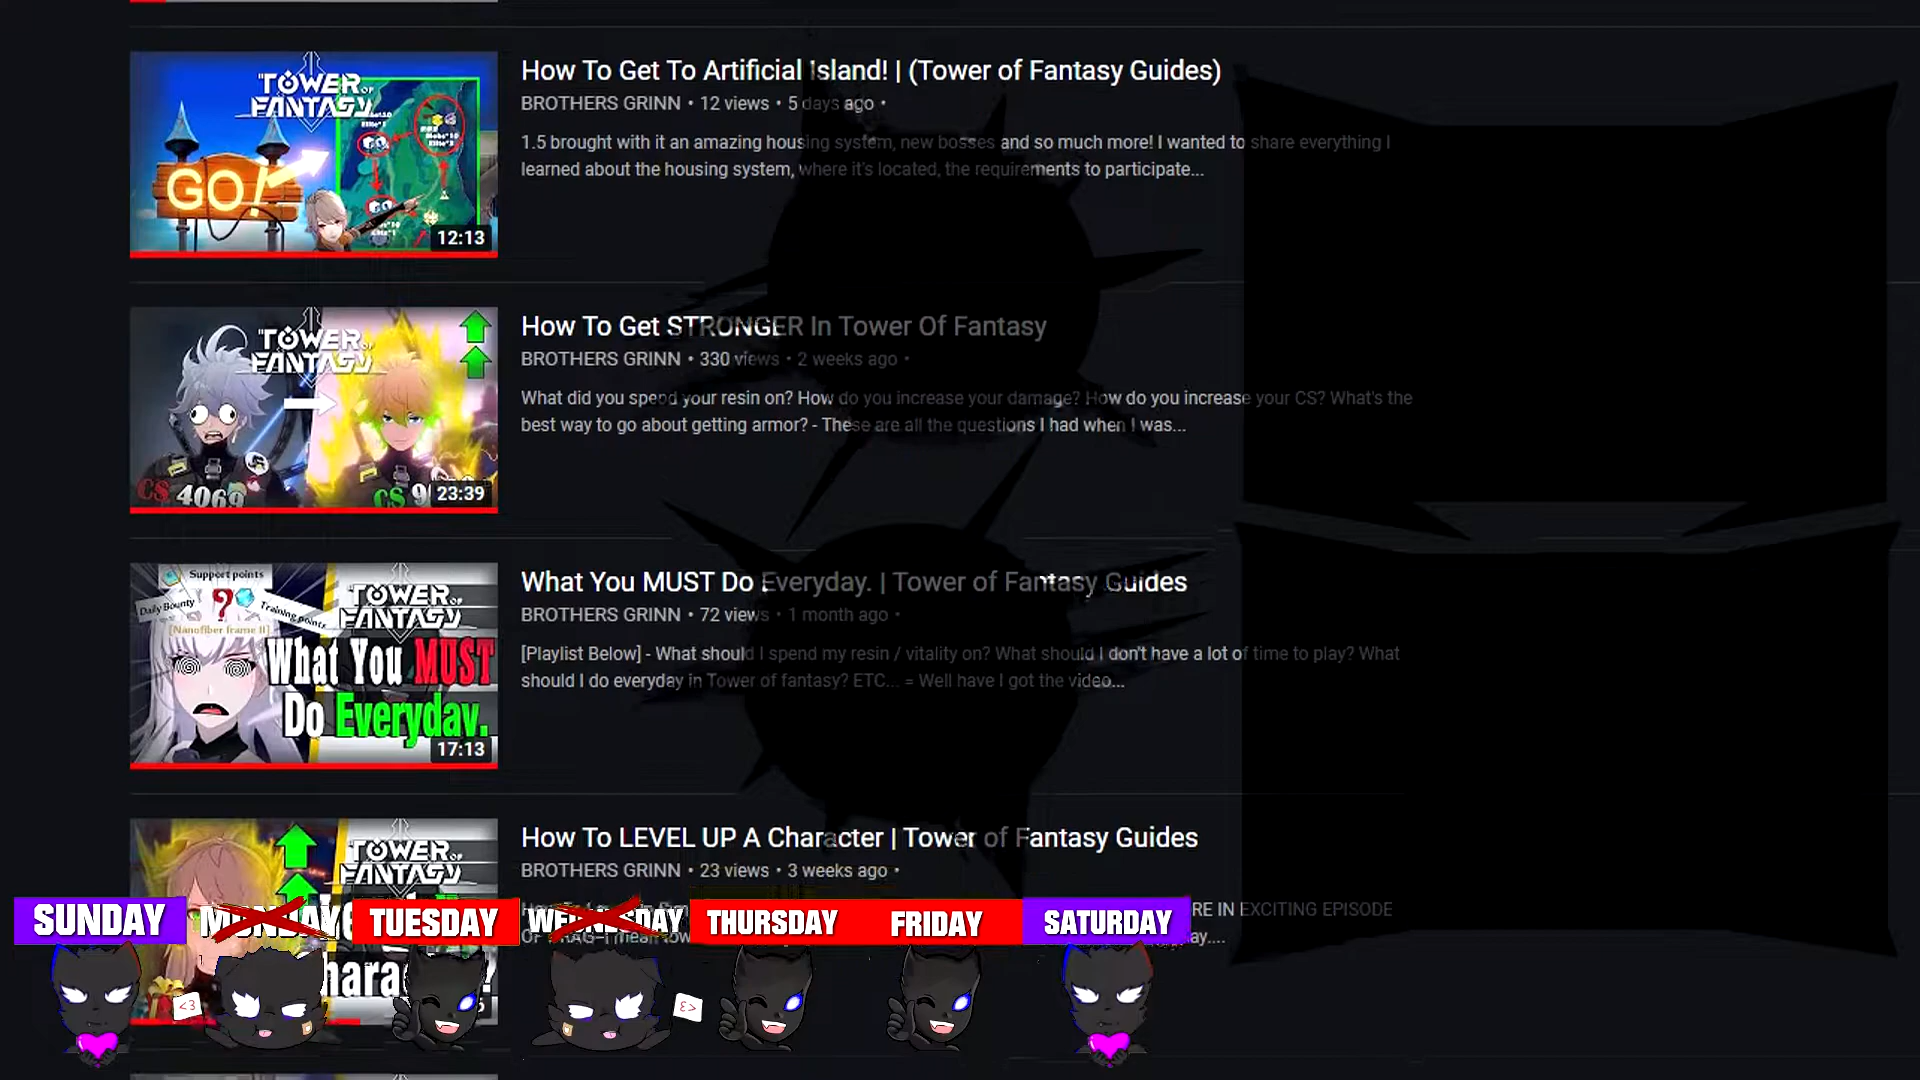 TOWER OF
FANTASY
GO!
12:13
How To Get To Artificial Island! | (Tower of Fantasy Guides)
BROTHERS GRINN • 12 views • 5 days ago •
1.5 brought with it an amazing housing system, new bosses and so much more! I wanted to share everything I
learned about the housing system, where it's located, the requirements to participate...
TOWER OF
FANTASY
CS 4069
CS 9
23:39
How To Get STRONGER In Tower Of Fantasy
BROTHERS GRINN • 330 views • 2 weeks ago •
What did you spend your resin on? How do you increase your damage? How do you increase your CS? What's the
best way to go about getting armor? - These are all the questions I had when I was...
Support points
Daily Bounty
?
Training points
[Nanofiber frame II]
TOWER OF
FANTASY
What You MUST
Do Everyday.
17:13
What You MUST Do Everyday. | Tower of Fantasy Guides
BROTHERS GRINN • 72 views • 1 month ago •
[Playlist Below] - What should I spend my resin / vitality on? What should I don't have a lot of time to play? What
should I do everyday in Tower of fantasy? ETC... = Well have I got the video...
TOWER OF
FANTASY
How To LEVEL UP A Character | Tower of Fantasy Guides
BROTHERS GRINN • 23 views • 3 weeks ago •
RE IN EXCITING EPISODE
SUNDAY
MONDAY
TUESDAY
WEDNESDAY
THURSDAY
FRIDAY
SATURDAY
<3